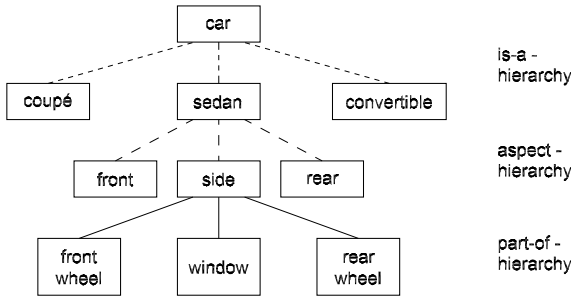 car
is-a -
hierarchy
coupé
sedan
convertible
aspect -
hierarchy
front
side
rear
part-of -
hierarchy
front
wheel
window
rear
wheel